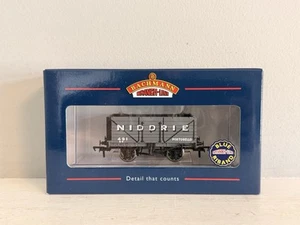 BACHMANN
BRANCH-LINE
NIDDRIE
BLUE
RIBAND
Detail that counts